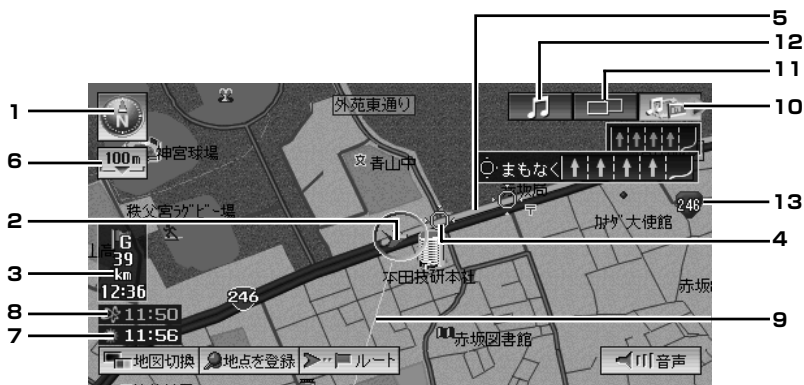 5
12
11
10
1
N
外苑東通り
6
100m
神宮球場
文青山中
まもなく
赤坂局
〒
13
246
2
秩父宮ラグビー場
4
ｶﾅﾀﾞ大使館
3
G
39
km
12:36
本田技研本社
赤坂
246
8
11:50
7
11:56
9
赤坂図書館
地図切換
地点を登録
ルート
音声